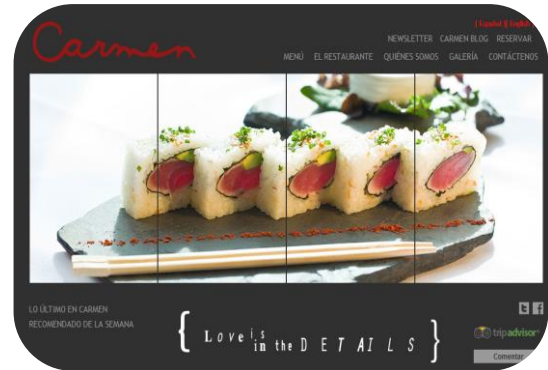 [ Español ][ English ]
Carmen
NEWSLETTER CARMEN BLOG RESERVAR
MENÚ EL RESTAURANTE QUIÉNES SOMOS GALERÍA CONTÁCTENOS
LO ÚLTIMO EN CARMEN
RECOMENDADO DE LA SEMANA
{ Love is in the DETAILS }
tripadvisor
Comentar